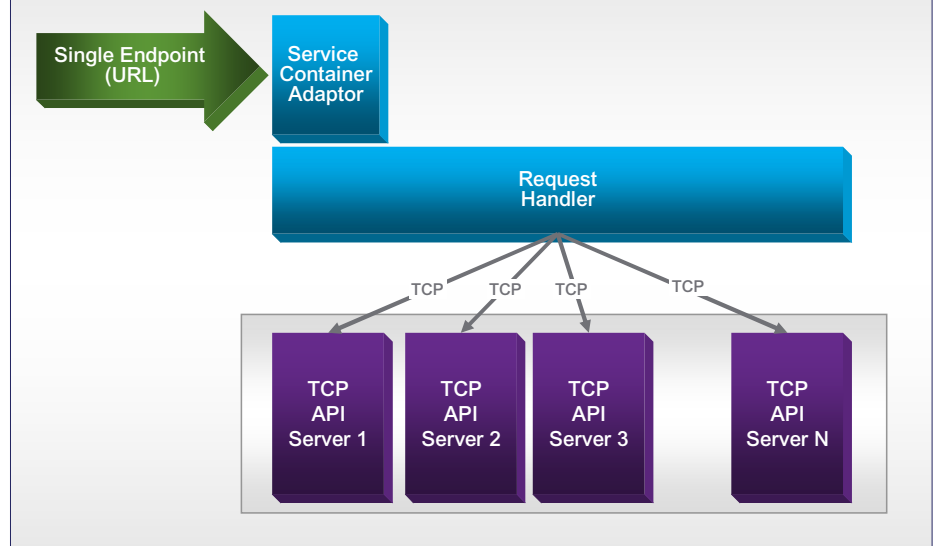 Single Endpoint
(URL)
Service
Container
Adaptor
Request
Handler
TCP
TCP
TCP
TCP
TCP
API
Server 1
TCP
API
Server 2
TCP
API
Server 3
TCP
API
Server N